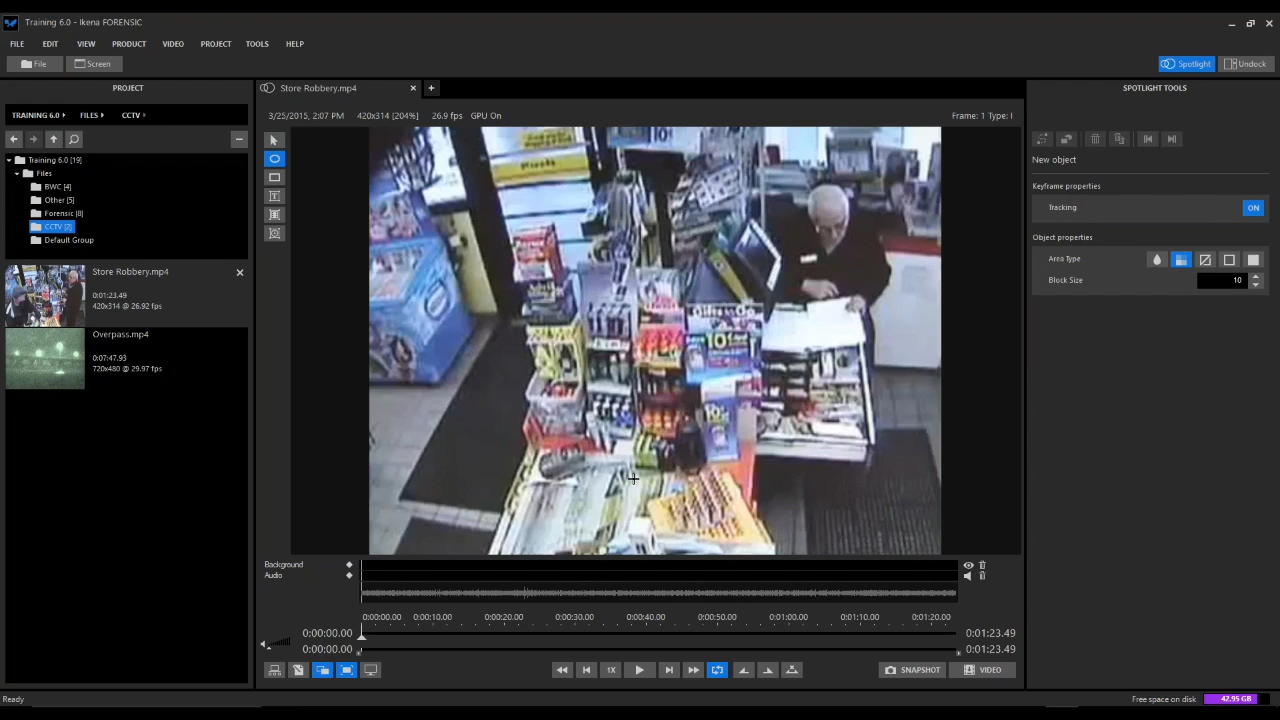 Training 6.0 - Ikena FORENSIC
FILE EDIT VIEW PRODUCT VIDEO PROJECT TOOLS HELP
File Screen Spotlight Undock
PROJECT
Store Robbery.mp4
SPOTLIGHT TOOLS
TRAINING 6.0 FILES CCTV
3/25/2015, 2:07 PM 420x314 [204%] 26.9 fps GPU On Frame: 1 Type: I
New object
Training 6.0 [19]
Files
BWC [4]
Other [5]
Forensic [8]
CCTV [2]
Default Group
Keyframe properties
Tracking ON
Object properties
Area Type
Block Size 10
Store Robbery.mp4
0:01:23.49
420x314 @ 26.92 fps
Overpass.mp4
0:07:47.93
720x480 @ 29.97 fps
Background
Audio
0:00:00.00 0:00:10.00 0:00:20.00 0:00:30.00 0:00:40.00 0:00:50.00 0:01:00.00 0:01:10.00 0:01:20.00
0:00:00.00 0:01:23.49
0:00:00.00 0:01:23.49
1X SNAPSHOT VIDEO
Ready Free space on disk 42.95 GB